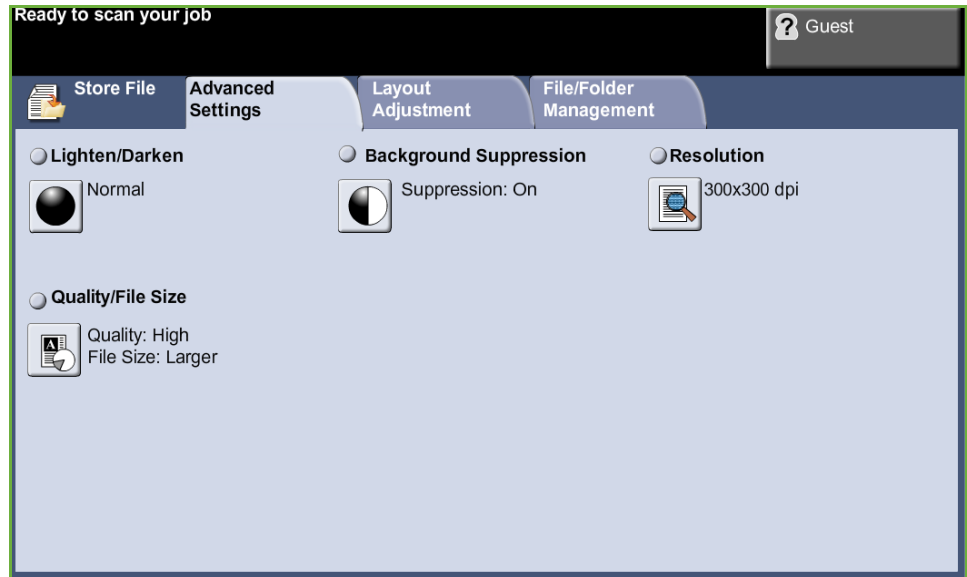 Ready to scan your job
Guest
Store File
Advanced
Settings
Layout
Adjustment
File/Folder
Management
Lighten/Darken
Normal
Background Suppression
Suppression: On
Resolution
300x300 dpi
Quality/File Size
Quality: High
File Size: Larger